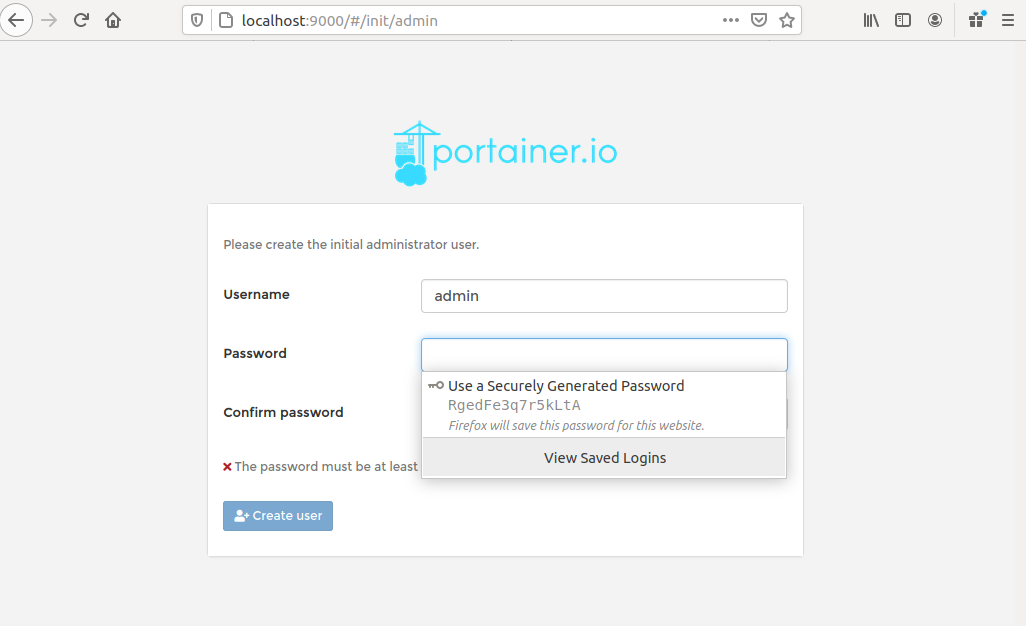 localhost:9000/#/init/admin
portainer.io
Please create the initial administrator user.
Username
admin
Password
Use a Securely Generated Password
RgedFe3q7r5kLtA
Firefox will save this password for this website.
Confirm password
View Saved Logins
The password must be at least
Create user